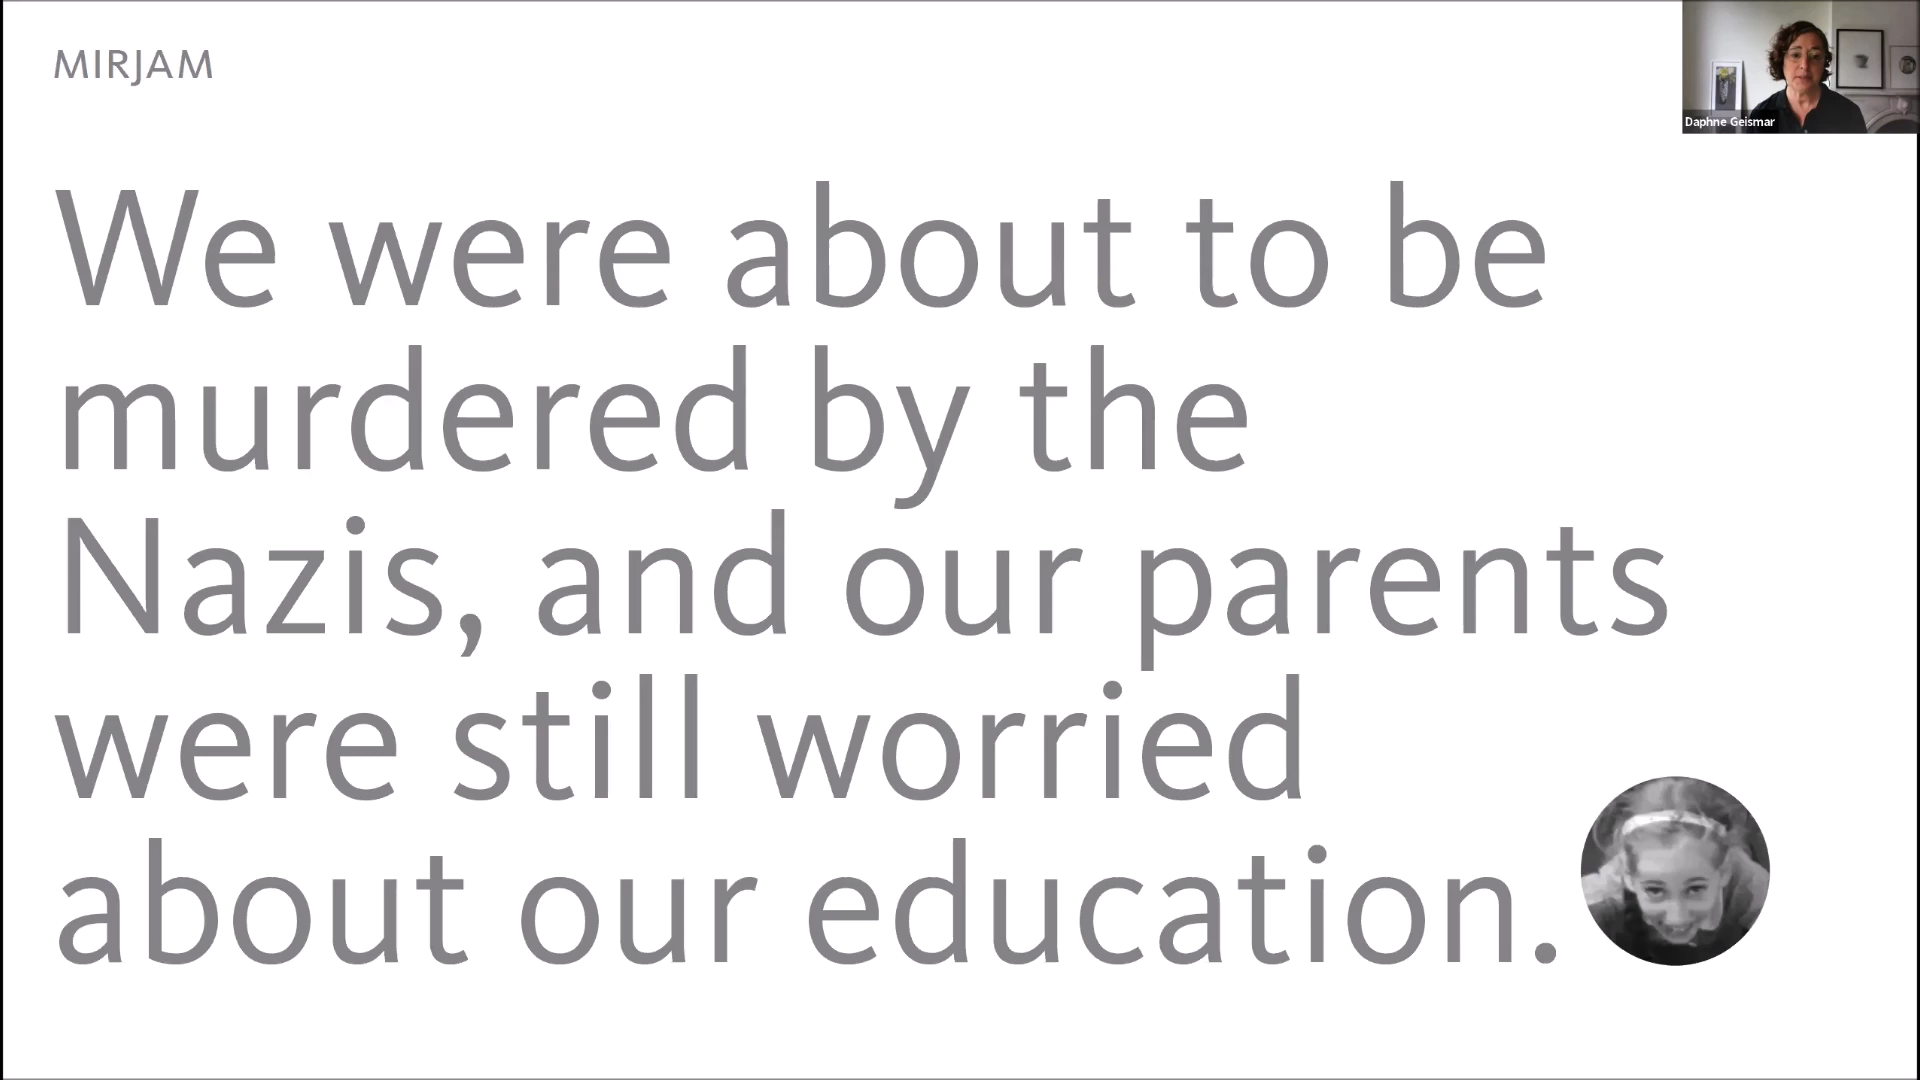 MIRJAM
Daphne Geismar
We were about to be
murdered by the
Nazis, and our parents
were still worried
about our education.